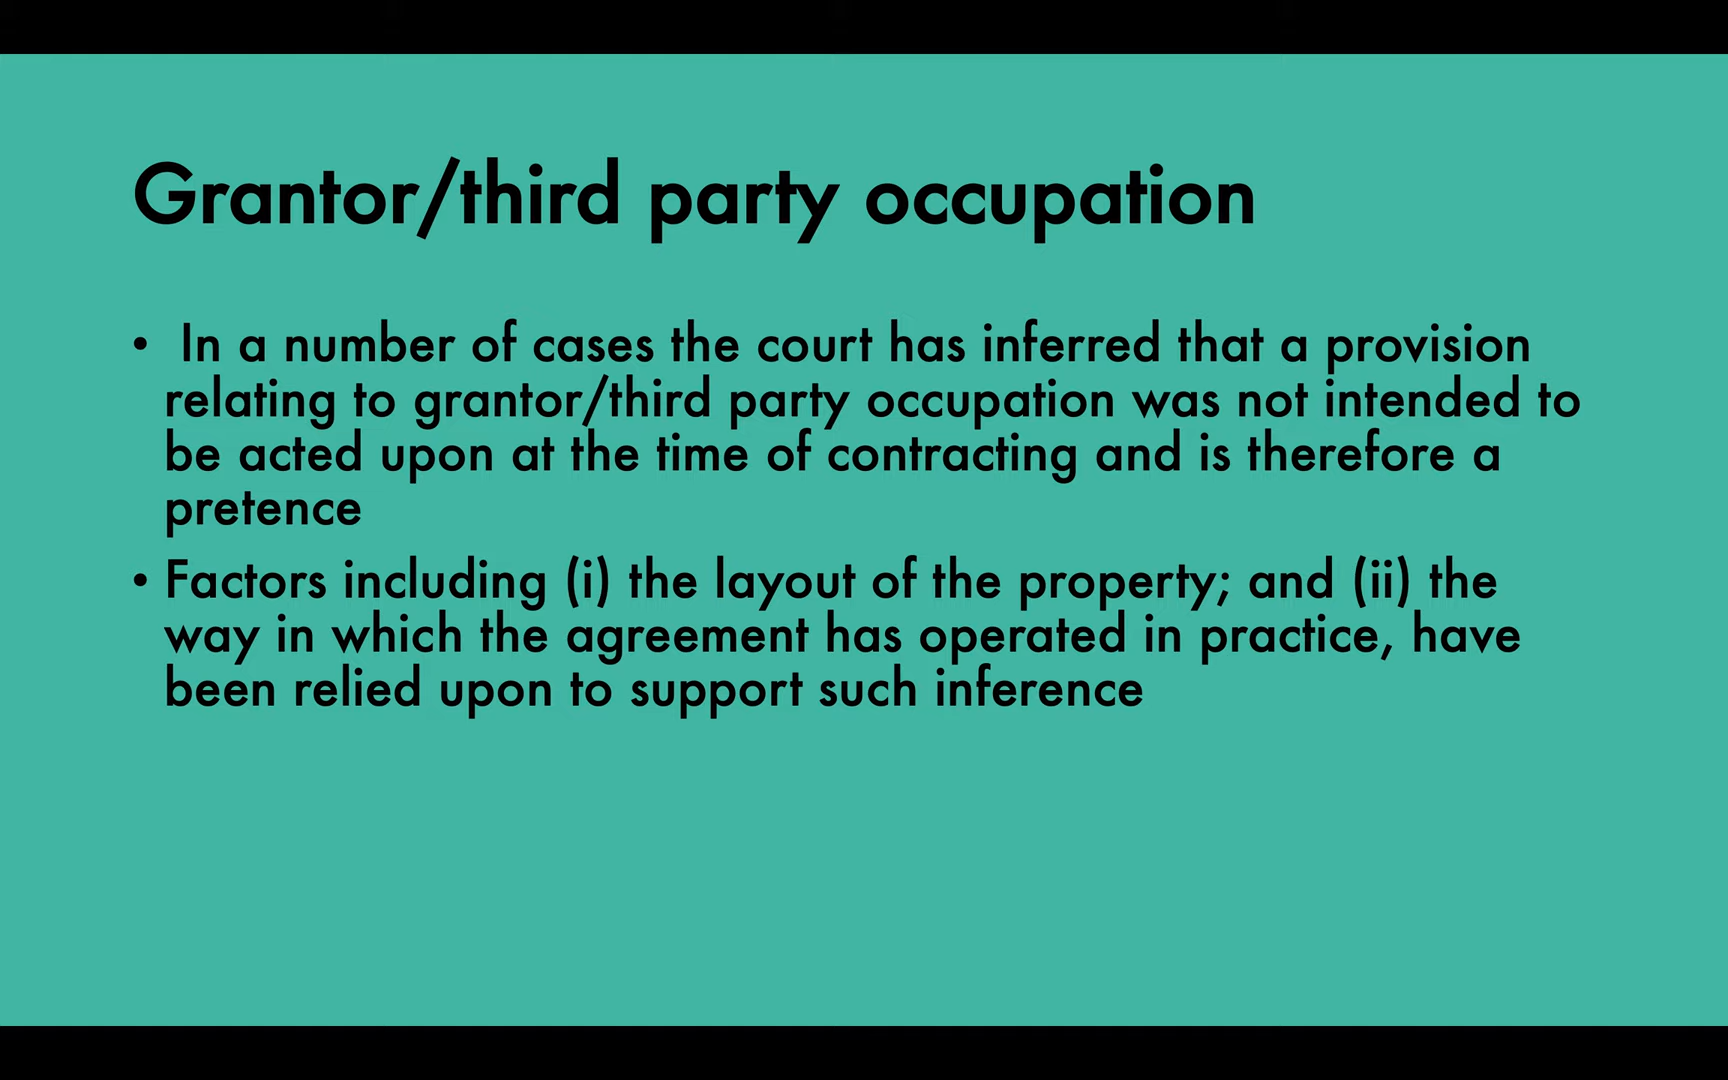 Grantor/third party occupation
• In a number of cases the court has inferred that a provision
relating to grantor/third party occupation was not intended to
be acted upon at the time of contracting and is therefore a
pretence
• Factors including (i) the layout of the property; and (ii) the
way in which the agreement has operated in practice, have
been relied upon to support such inference